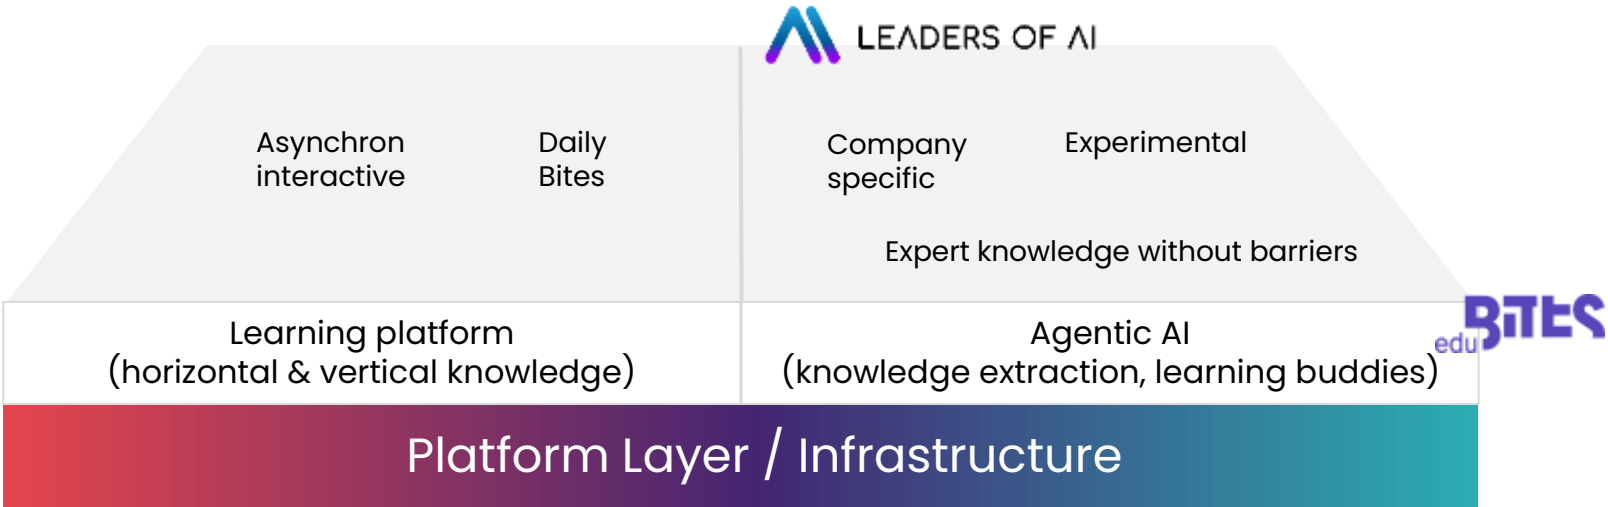 LEADERS OF AI
Asynchron
interactive
Daily
Bites
Company
specific
Experimental
Expert knowledge without barriers
Learning platform
(horizontal & vertical knowledge)
Agentic AI
(knowledge extraction, learning buddies)
edu BiTES
Platform Layer / Infrastructure